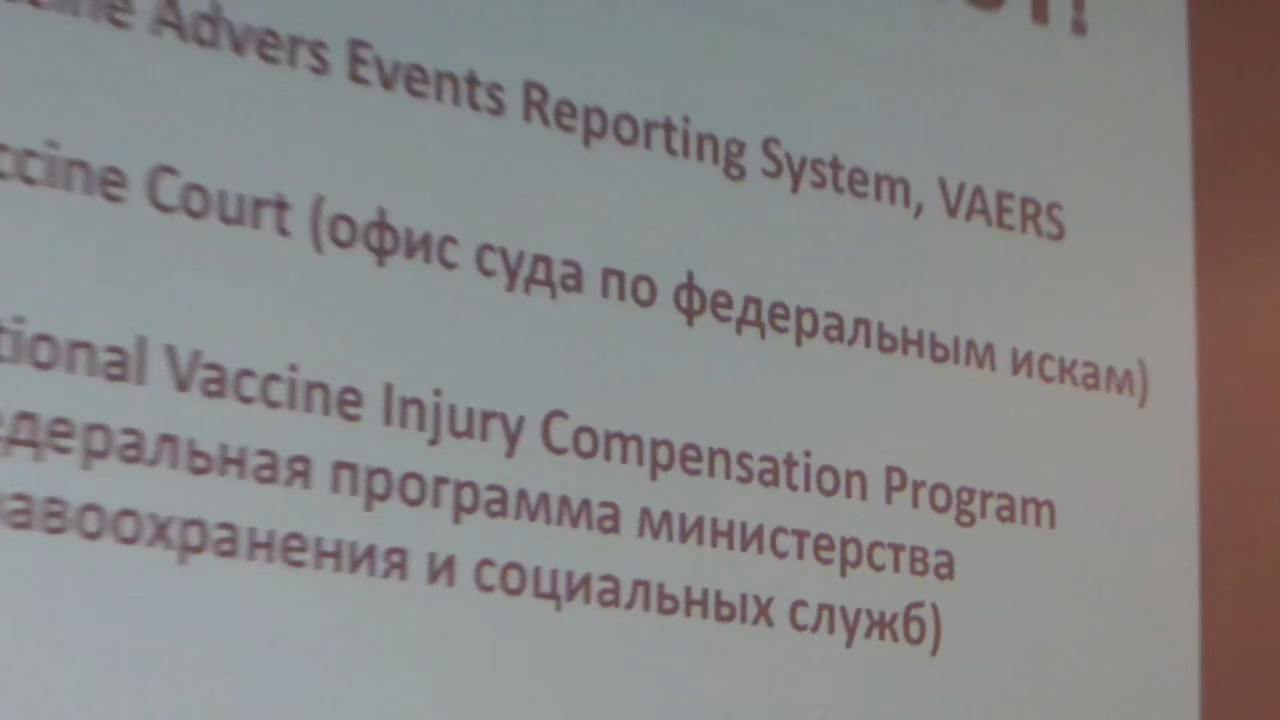 Advers Events Reporting System, VAERS
Court (офис суда по федеральным искам)
Vaccine Injury Compensation Program
программа министерства
и социальных служб)